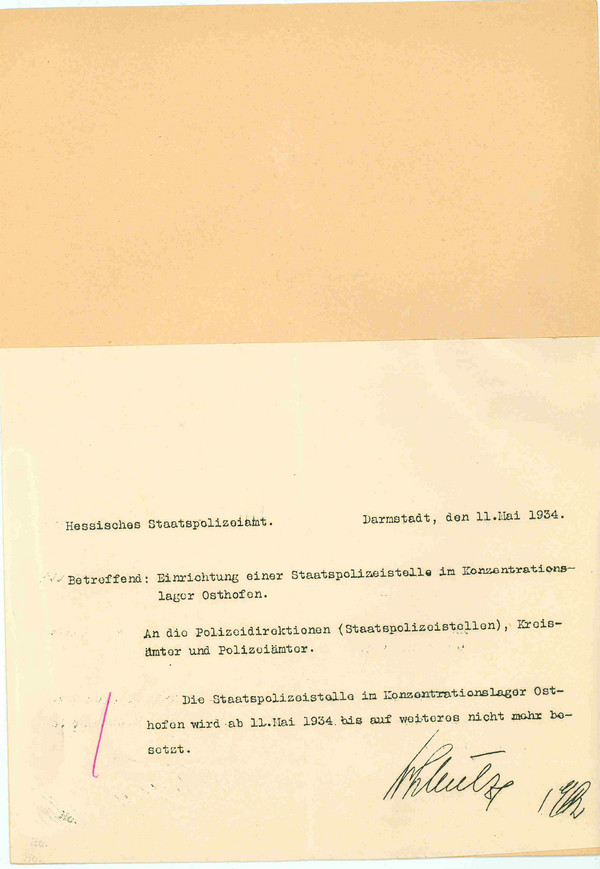 Hessisches Staatspolizeiamt.
Darmstadt, den 11.Mai 1934.
Betreffend: Einrichtung einer Staatspolizeistelle im Konzentrations-
lager Osthofen.
An die Polizeidirektionen (Staatspolizeistellen), Kreis-
ämter und Polizeiämter.
Die Staatspolizeistelle im Konzentrationslager Ost-
hofen wird ab 11.Mai 1934 bis auf weiteres nicht mehr be-
setzt.